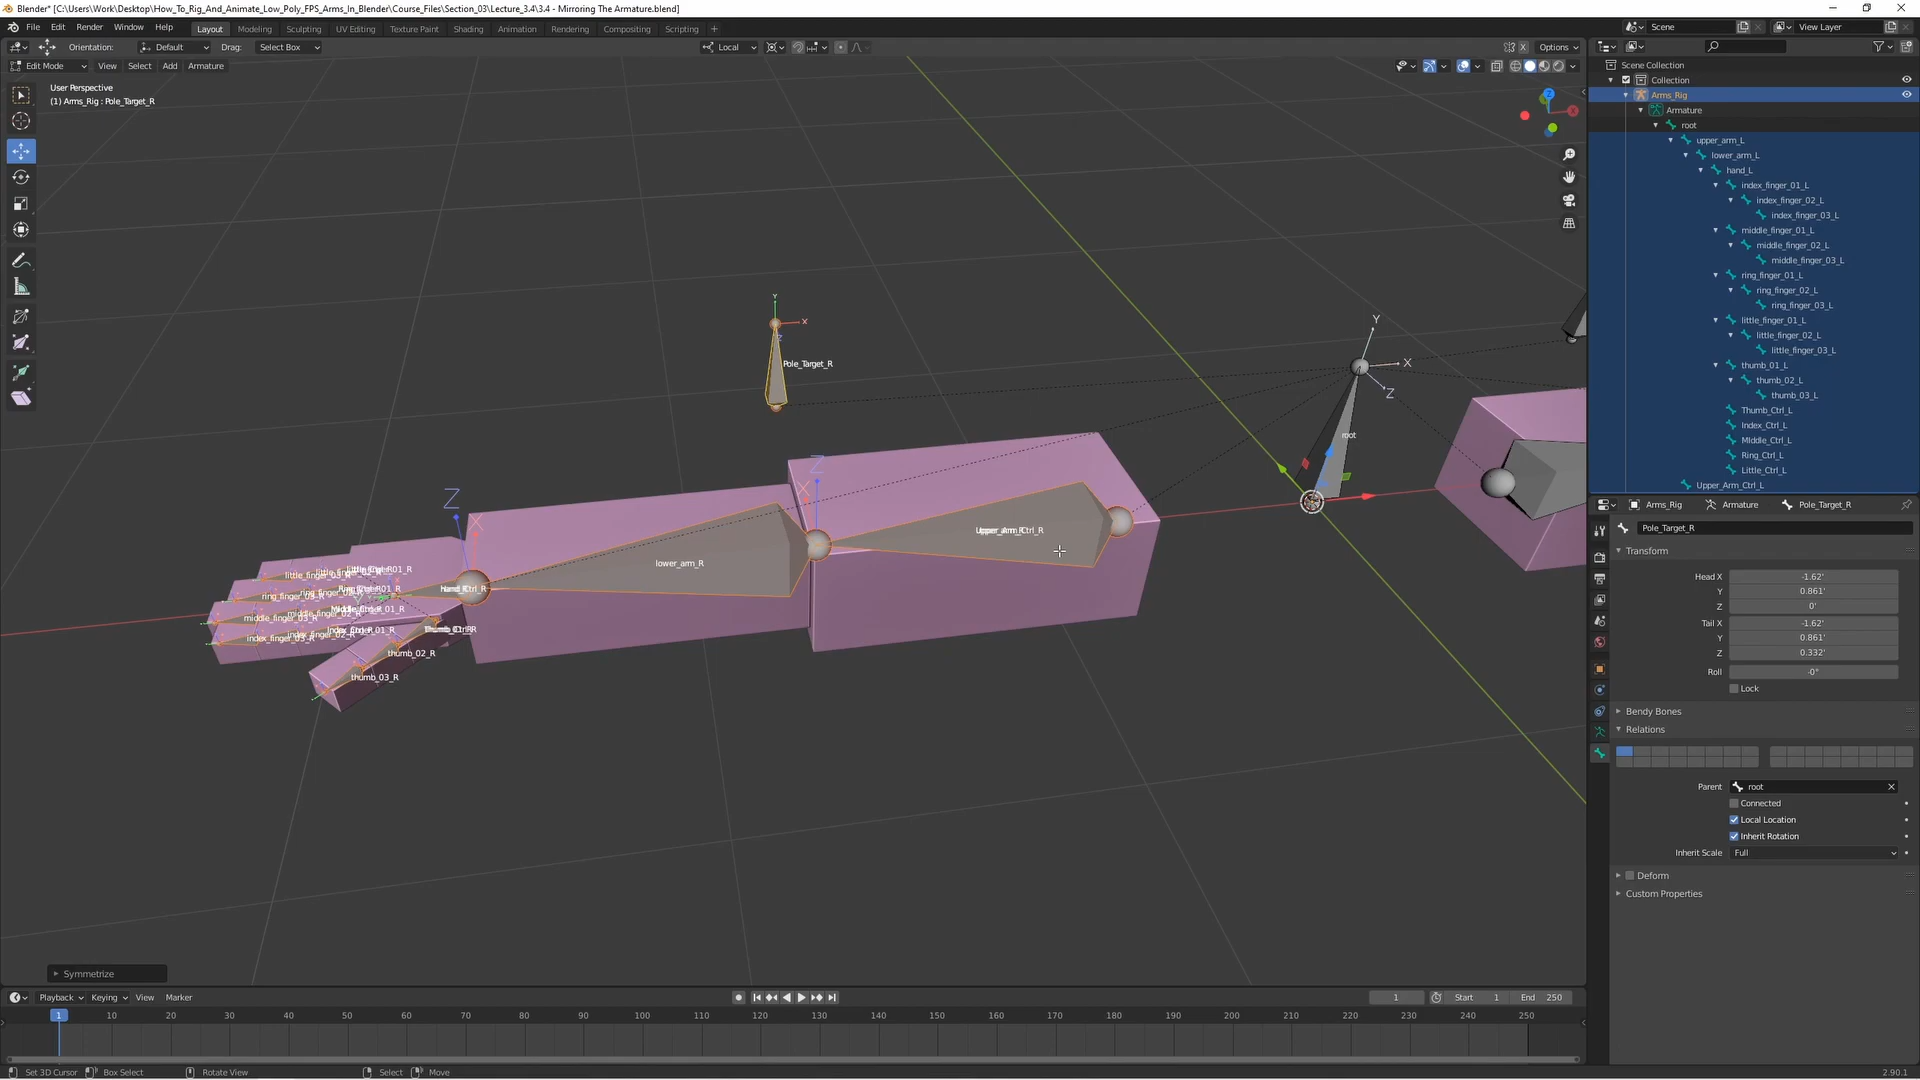 Blender* [C:\Users\Work\Desktop\How_To_Rig_And_Animate_Low_Poly_FPS_Arms_In_Blender\Course_Files\Section_03\Lecture_3.4\3.4 - Mirroring The Armature.blend]
File Edit Render Window Help Layout Modeling Sculpting UV Editing Texture Paint Shading Animation Rendering Compositing Scripting + Scene View Layer
Orientation: Default Drag: Select Box Local X Options
Edit Mode View Select Add Armature
User Perspective
(1) Arms_Rig : Pole_Target_R
Scene Collection
Collection
Arms_Rig
Armature
root
upper_arm_L
lower_arm_L
hand_L
index_finger_01_L
index_finger_02_L
index_finger_03_L
middle_finger_01_L
middle_finger_02_L
middle_finger_03_L
ring_finger_01_L
ring_finger_02_L
ring_finger_03_L
little_finger_01_L
little_finger_02_L
little_finger_03_L
thumb_01_L
thumb_02_L
thumb_03_L
Thumb_Ctrl_L
Index_Ctrl_L
MIddle_Ctrl_L
Ring_Ctrl_L
Little_Ctrl_L
Upper_Arm_Ctrl_L
Z
Y
X
Z
Pole_Target_R
Y
X
Z
root
Z
X
Z
X
lower_arm_R
little_finger_03_R
ring_finger_03_R
middle_finger_03_R
index_finger_03_R
thumb_02_R
thumb_03_R
Symmetrize
Arms_Rig Armature Pole_Target_R
Pole_Target_R
Transform
Head X -1.62'
Y 0.861'
Z 0'
Tail X -1.62'
Y 0.861'
Z 0.332'
Roll -0°
Lock
Bendy Bones
Relations
Parent root
Connected
Local Location
Inherit Rotation
Inherit Scale Full
Deform
Custom Properties
Playback Keying View Marker 1 Start 1 End 250
1 10 20 30 40 50 60 70 80 90 100 110 120 130 140 150 160 170 180 190 200 210 220 230 240 250
Set 3D Cursor Box Select Rotate View Select Move 2.90.1